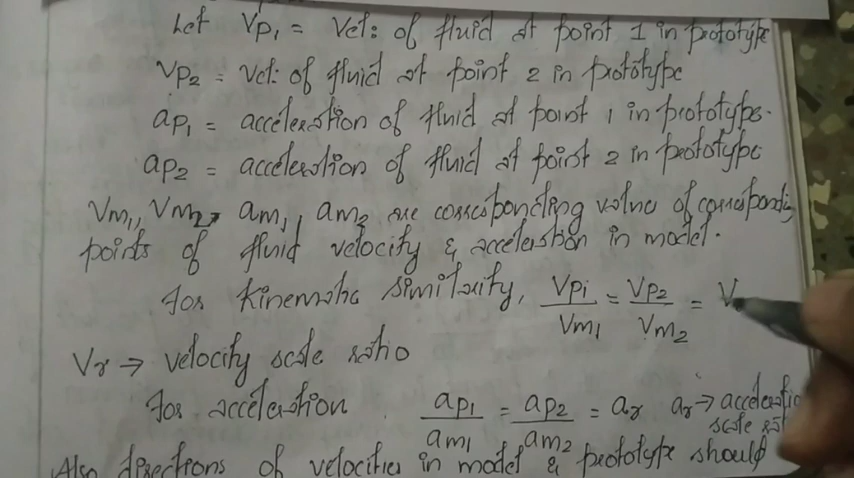 Let Vp1 = Vel: of fluid at point 1 in prototype
Vp2 = Vel: of fluid at point 2 in prototype
ap1 = acceleration of fluid at point 1 in prototype.
ap2 = acceleration of fluid at point 2 in prototype
Vm1, Vm2, am1, am2 are corresponding value of corresponding
points of fluid velocity & acceleration in model.
For Kinematic similarity, Vp1/Vm1 = Vp2/Vm2 = V
Vr → velocity scale ratio
for acceleration ap1/am1 = ap2/am2 = ar ar → acceleratio
scale rat
Also directions of velocities in model & prototype should